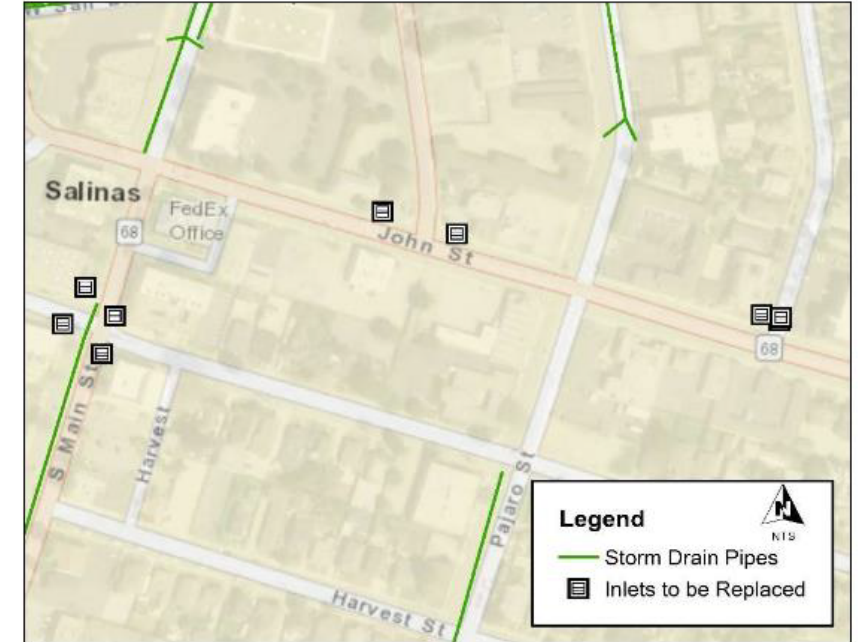 W San
Salinas
FedEx
Office
68
John St
68
S Main St
Harvest
Pajaro St
Harvest St
Legend
N
NTS
Storm Drain Pipes
Inlets to be Replaced